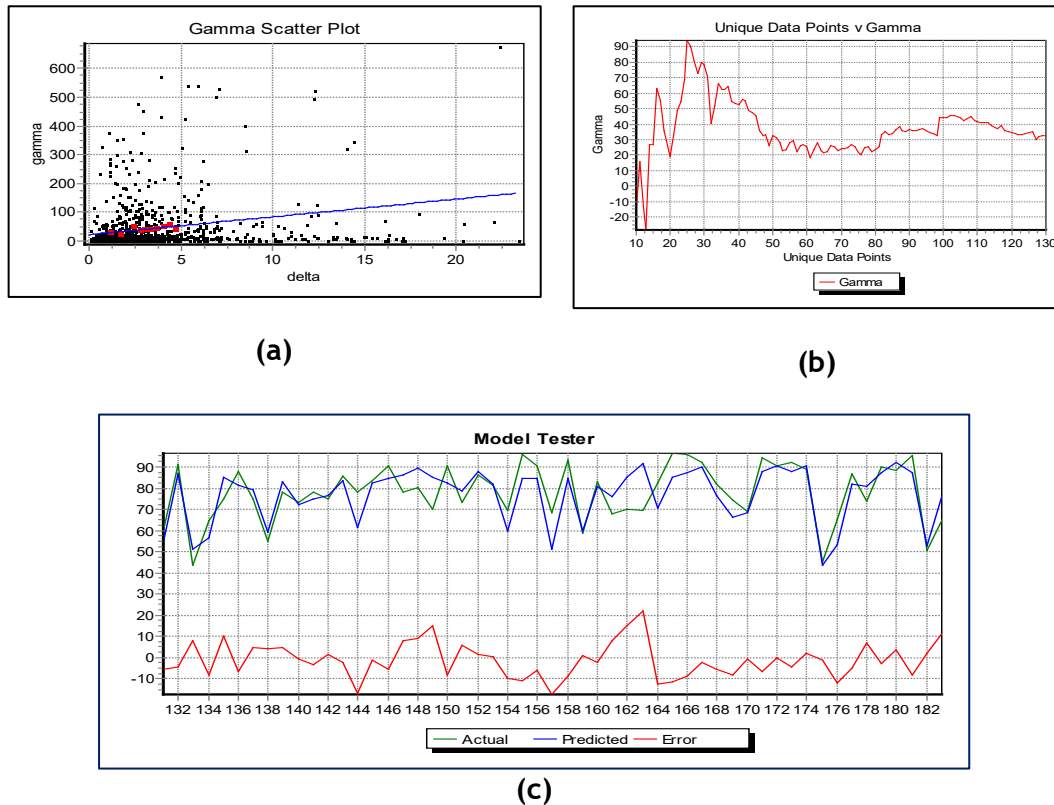 Gamma Scatter Plot
gamma
600
500
400
300
200
100
0
0 5 10 15 20
delta
(a)
Unique Data Points v Gamma
Gamma
90
80
70
60
50
40
30
20
10
0
-10
-20
10 20 30 40 50 60 70 80 90 100 110 120 130
Unique Data Points
Gamma
(b)
Model Tester
90
80
70
60
50
40
30
20
10
0
-10
132 134 136 138 140 142 144 146 148 150 152 154 156 158 160 162 164 166 168 170 172 174 176 178 180 182
Actual Predicted Error
(c)